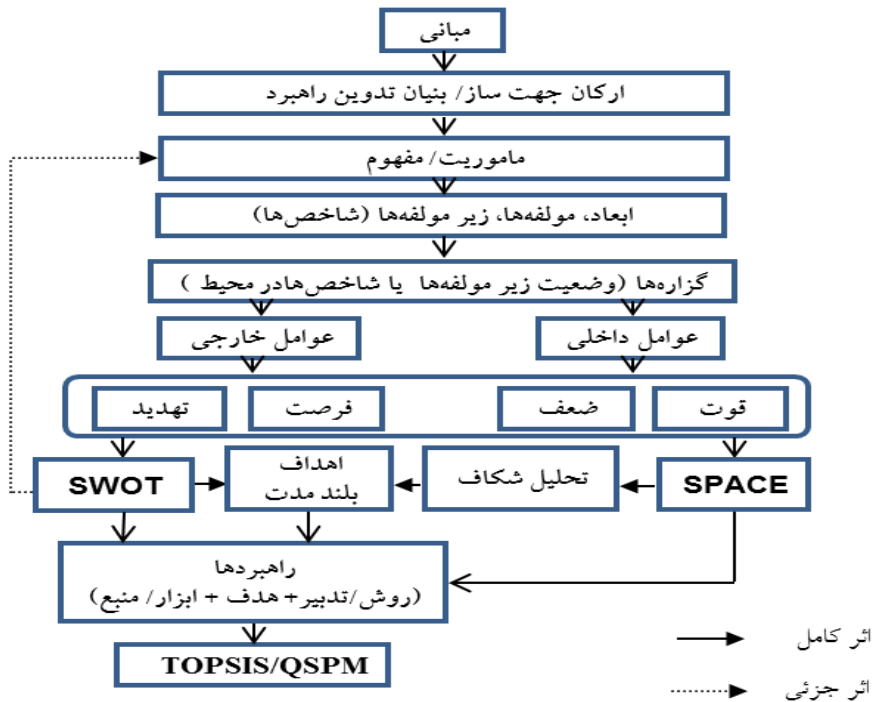 مبانی
ارکان جهت ساز/ بنیان تدوین راهبرد
ماموریت/ مفهوم
ابعاد، مولفه‌ها، زیر مولفه‌ها (شاخص‌ها)
گزاره‌ها (وضعیت زیر مولفه‌ها یا شاخص‌هادر محیط )
عوامل داخلی
عوامل خارجی
قوت
ضعف
فرصت
تهدید
SPACE
تحلیل شکاف
اهداف
بلند مدت
SWOT
راهبردها
(روش/تدبیر+ هدف + ابزار/ منبع)
TOPSIS/QSPM
اثر کامل
اثر جزئی